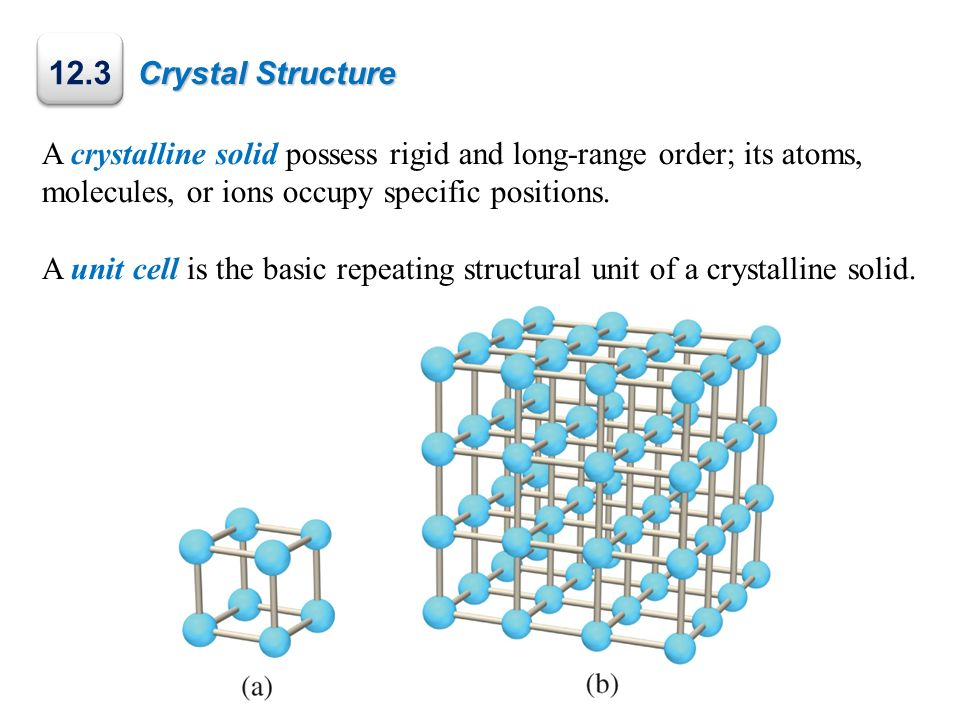 12.3 Crystal Structure
A crystalline solid possess rigid and long-range order; its atoms,
molecules, or ions occupy specific positions.
A unit cell is the basic repeating structural unit of a crystalline solid.
(a)
(b)